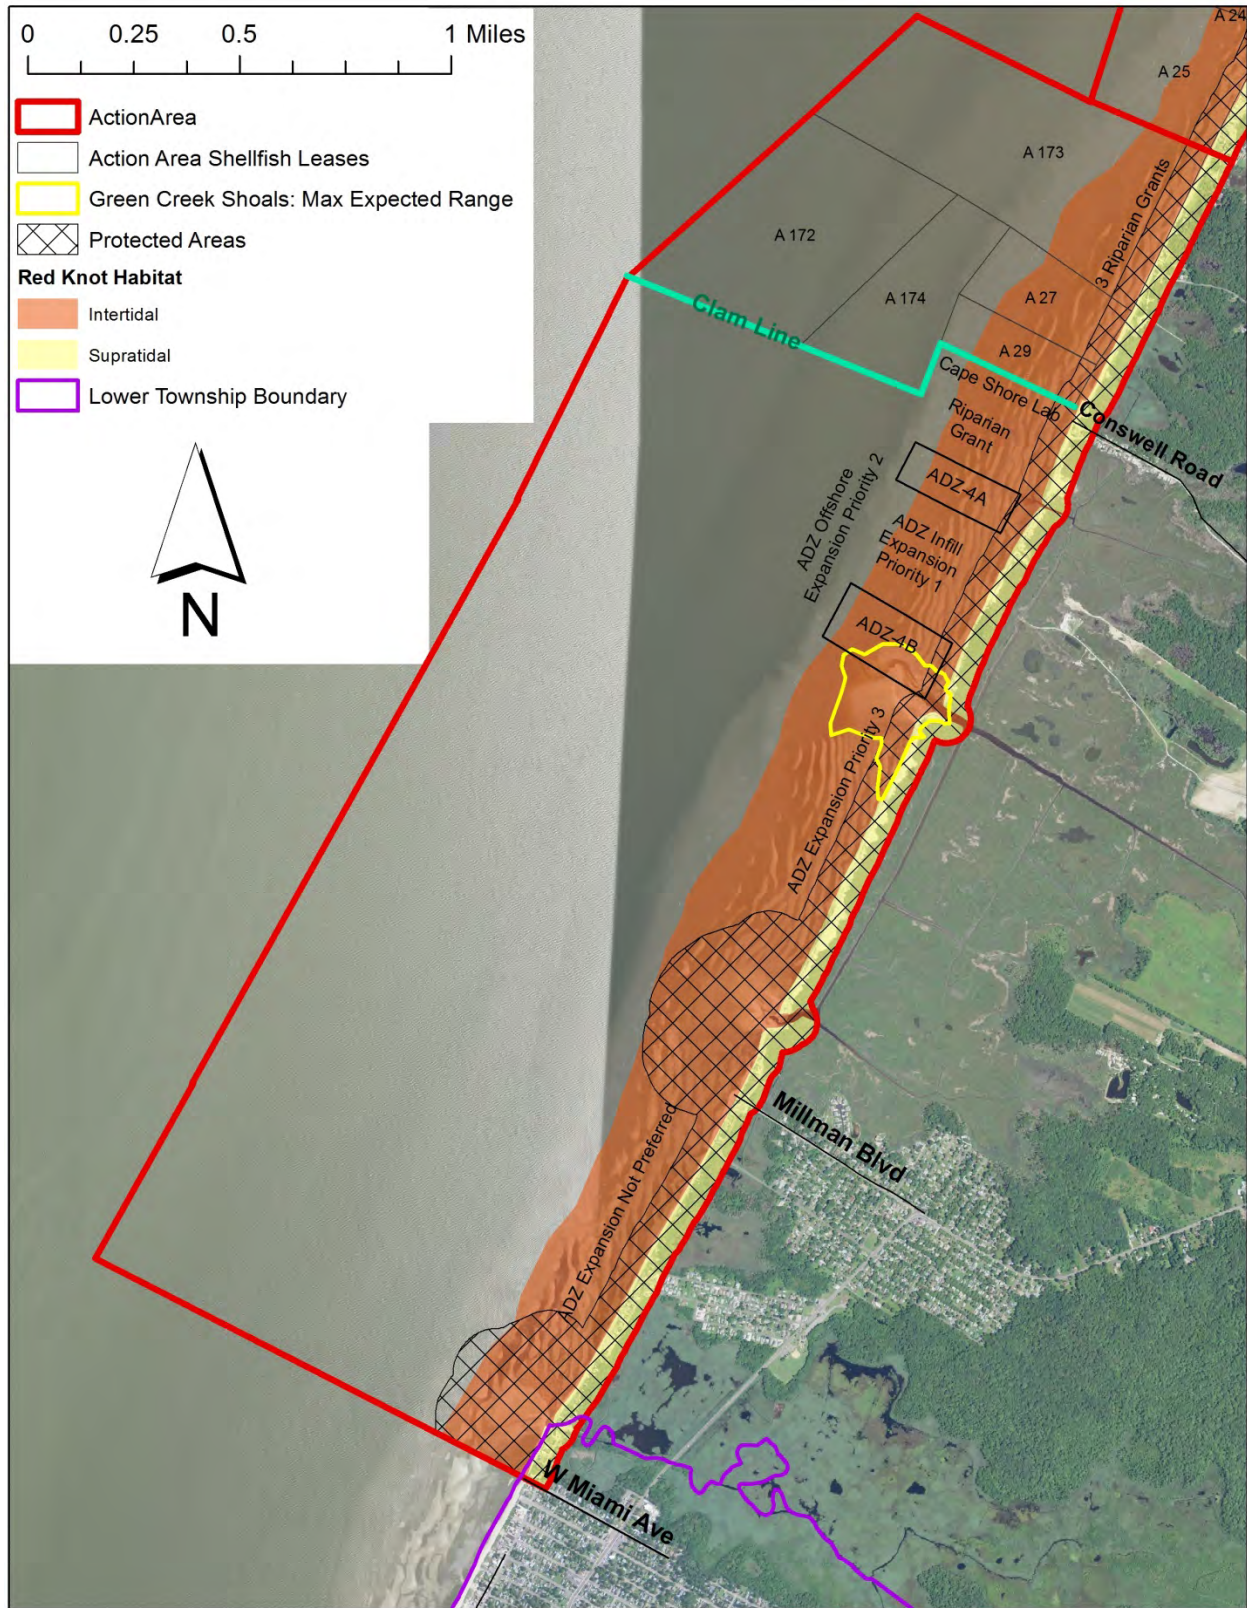 0 0.25 0.5 1 Miles
ActionArea
Action Area Shellfish Leases
Green Creek Shoals: Max Expected Range
Protected Areas
Red Knot Habitat
Intertidal
Supratidal
Lower Township Boundary
N
A 24
A 25
A 173
3 Riparian Grants
A 172
A 174
A 27
Clam Line
A 29
Cape Shore Lab
Riparian
Grant
Conswell Road
ADZ-4A
ADZ Offshore
Expansion Priority 2
ADZ Infill
Expansion
Priority 1
ADZ-4B
ADZ Expansion Priority 3
Millman Blvd
ADZ Expansion Not Preferred
W Miami Ave